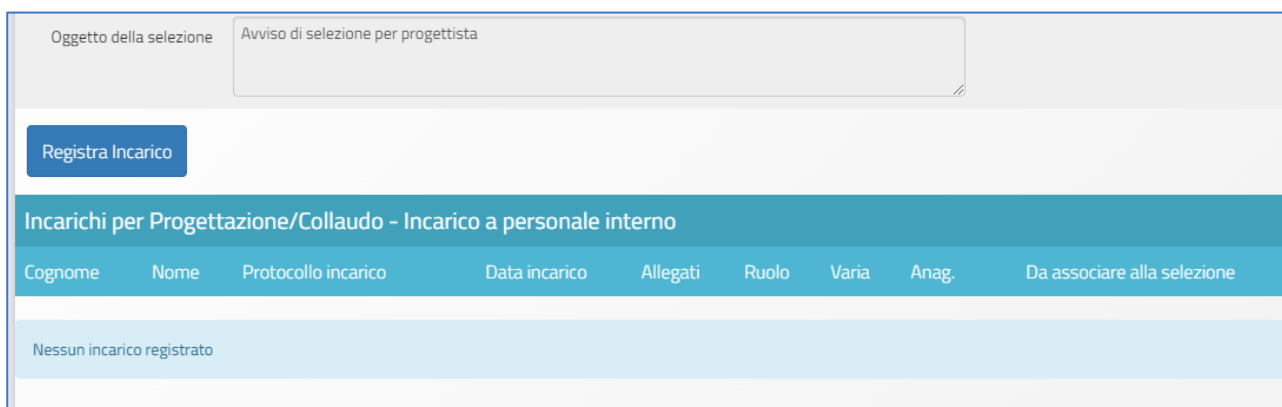 Oggetto della selezione
Avviso di selezione per progettista
Registra Incarico
Incarichi per Progettazione/Collaudo - Incarico a personale interno
Cognome Nome Protocollo incarico Data incarico Allegati Ruolo Varia Anag. Da associare alla selezione
Nessun incarico registrato